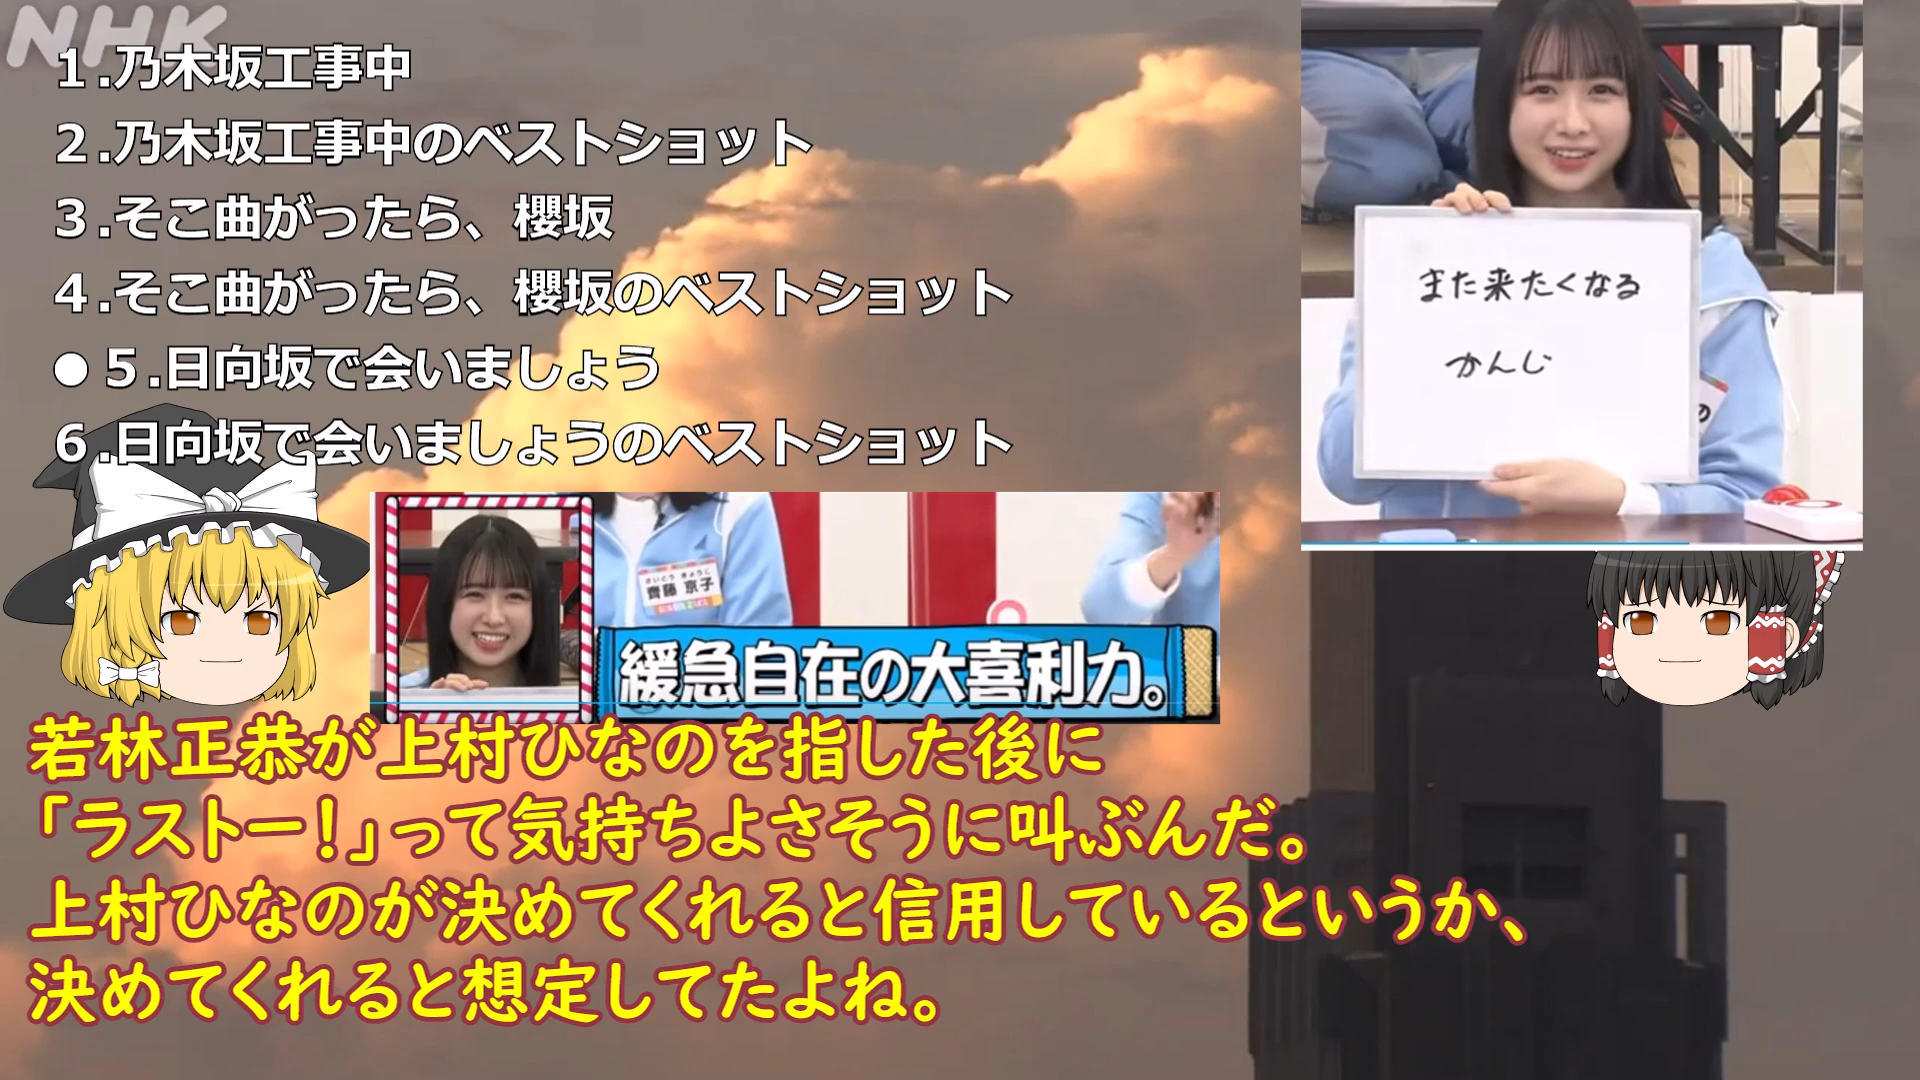 NHK
１.乃木坂工事中
２.乃木坂工事中のベストショット
３.そこ曲がったら、櫻坂
４.そこ曲がったら、櫻坂のベストショット
●５.日向坂で会いましょう
６.日向坂で会いましょうのベストショット
また来たくなる
かんじ
の
さいとう きょうこ
齊藤 京子
緩急自在の大喜利力。
若林正恭が上村ひなのを指した後に
「ラストー！」って気持ちよさそうに叫ぶんだ。
上村ひなのが決めてくれると信用しているというか、
決めてくれると想定してたよね。